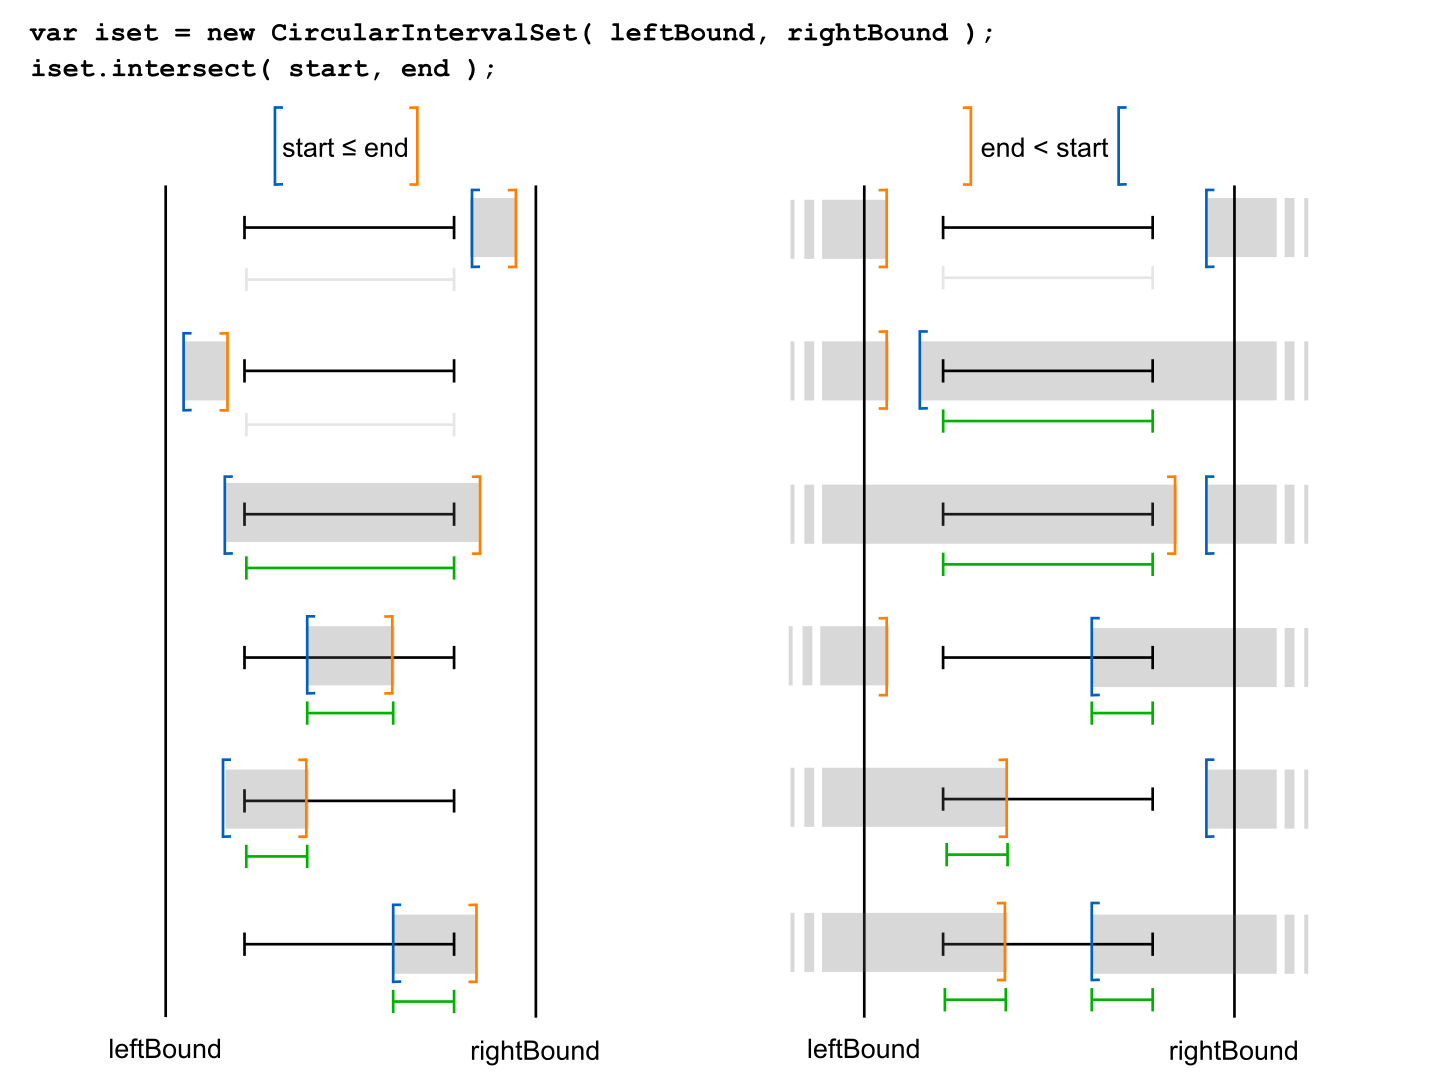 var iset = new CircularIntervalSet( leftBound, rightBound );
iset.intersect( start, end );
start ≤ end
end < start
leftBound
rightBound
leftBound
rightBound